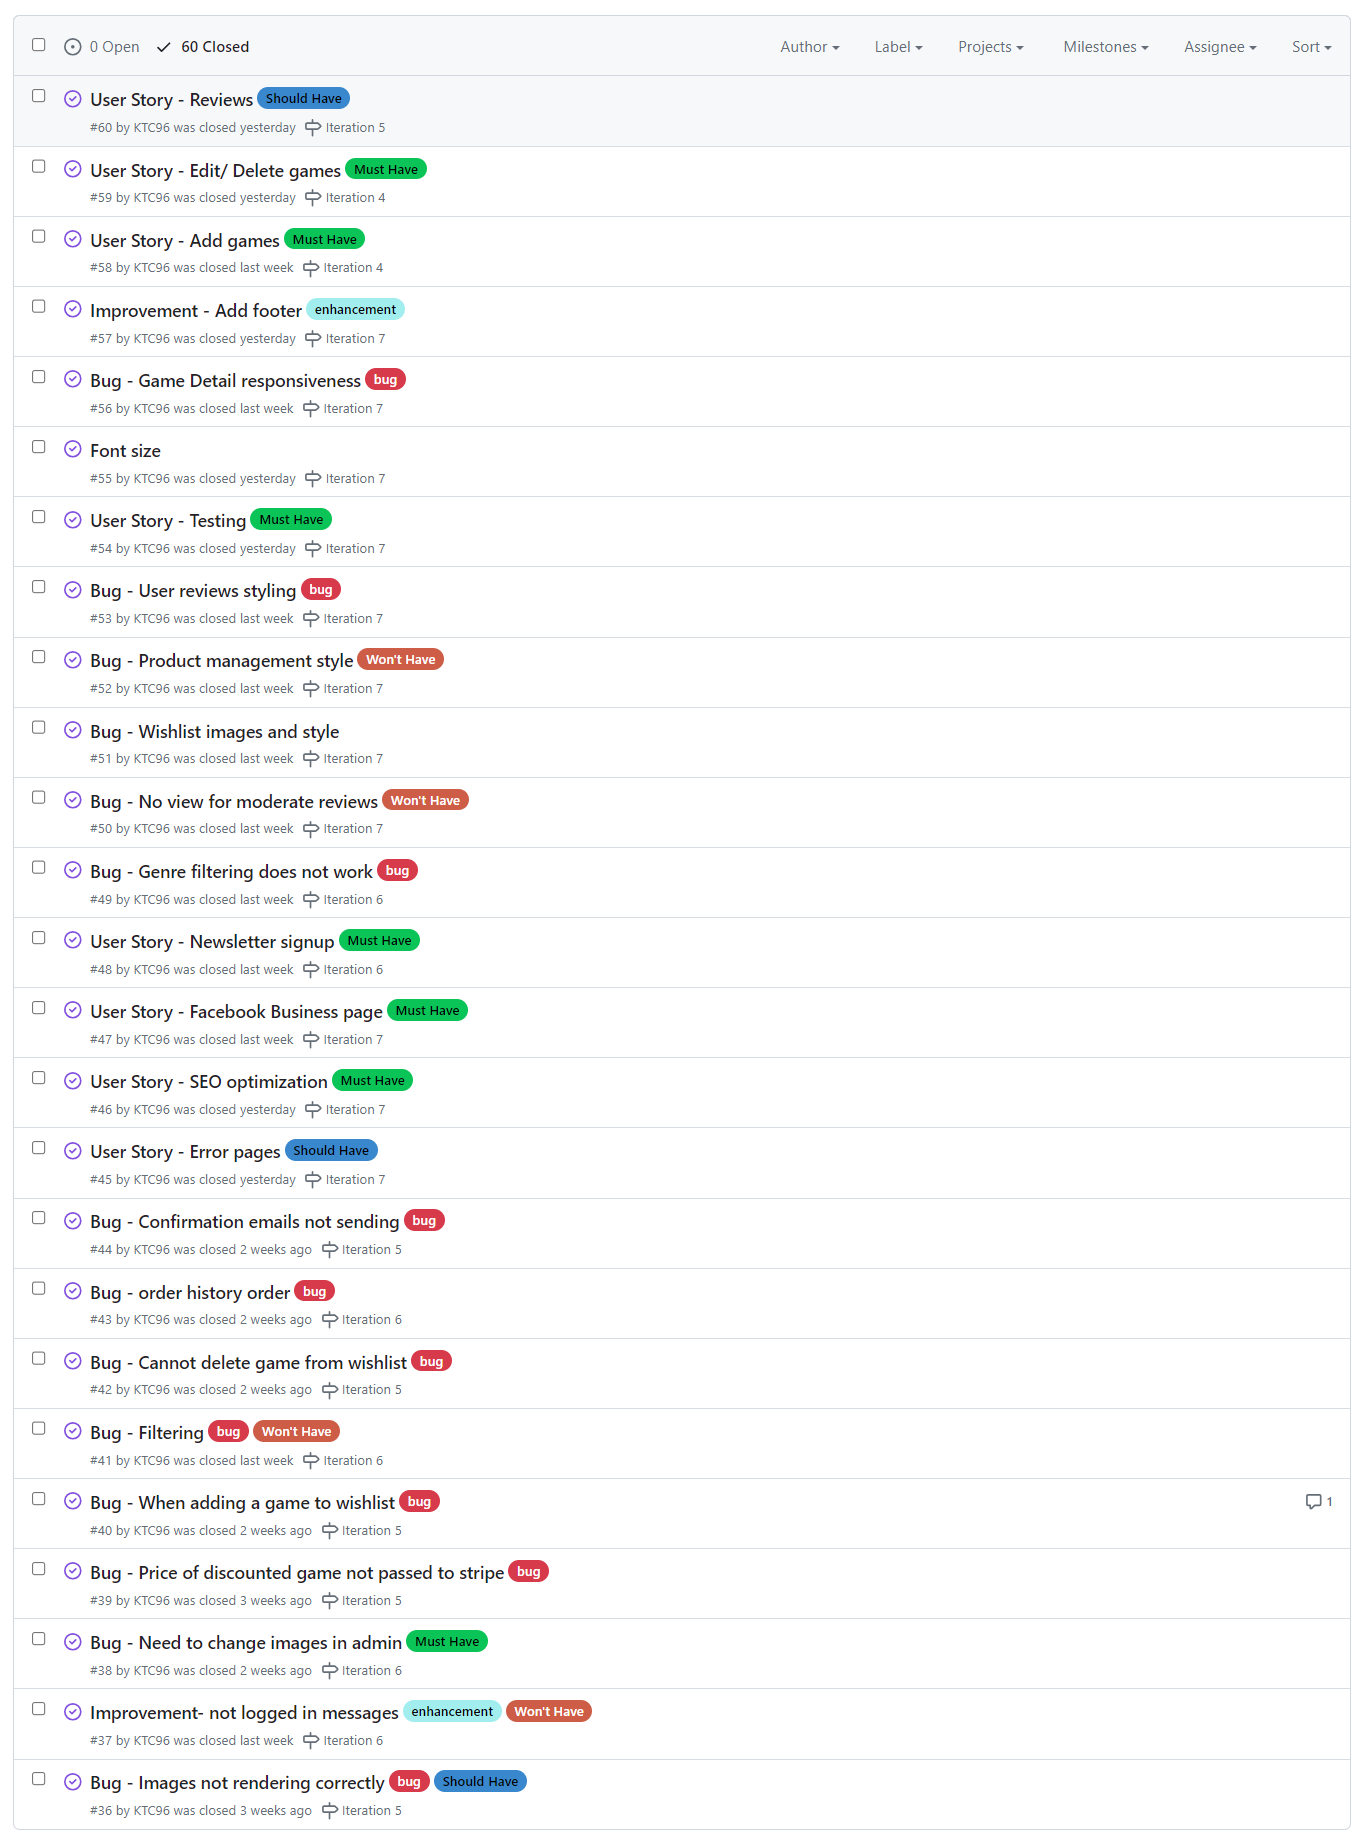 0 Open 60 Closed Author Label Projects Milestones Assignee Sort
User Story - Reviews Should Have
#60 by KTC96 was closed yesterday Iteration 5
User Story - Edit/ Delete games Must Have
#59 by KTC96 was closed yesterday Iteration 4
User Story - Add games Must Have
#58 by KTC96 was closed last week Iteration 4
Improvement - Add footer enhancement
#57 by KTC96 was closed yesterday Iteration 7
Bug - Game Detail responsiveness bug
#56 by KTC96 was closed last week Iteration 7
Font size
#55 by KTC96 was closed yesterday Iteration 7
User Story - Testing Must Have
#54 by KTC96 was closed yesterday Iteration 7
Bug - User reviews styling bug
#53 by KTC96 was closed last week Iteration 7
Bug - Product management style Won't Have
#52 by KTC96 was closed last week Iteration 7
Bug - Wishlist images and style
#51 by KTC96 was closed last week Iteration 7
Bug - No view for moderate reviews Won't Have
#50 by KTC96 was closed last week Iteration 7
Bug - Genre filtering does not work bug
#49 by KTC96 was closed last week Iteration 6
User Story - Newsletter signup Must Have
#48 by KTC96 was closed last week Iteration 6
User Story - Facebook Business page Must Have
#47 by KTC96 was closed last week Iteration 7
User Story - SEO optimization Must Have
#46 by KTC96 was closed yesterday Iteration 7
User Story - Error pages Should Have
#45 by KTC96 was closed yesterday Iteration 7
Bug - Confirmation emails not sending bug
#44 by KTC96 was closed 2 weeks ago Iteration 5
Bug - order history order bug
#43 by KTC96 was closed 2 weeks ago Iteration 6
Bug - Cannot delete game from wishlist bug
#42 by KTC96 was closed 2 weeks ago Iteration 5
Bug - Filtering bug Won't Have
#41 by KTC96 was closed last week Iteration 6
Bug - When adding a game to wishlist bug 1
#40 by KTC96 was closed 2 weeks ago Iteration 5
Bug - Price of discounted game not passed to stripe bug
#39 by KTC96 was closed 3 weeks ago Iteration 5
Bug - Need to change images in admin Must Have
#38 by KTC96 was closed 2 weeks ago Iteration 6
Improvement- not logged in messages enhancement Won't Have
#37 by KTC96 was closed last week Iteration 6
Bug - Images not rendering correctly bug Should Have
#36 by KTC96 was closed 3 weeks ago Iteration 5